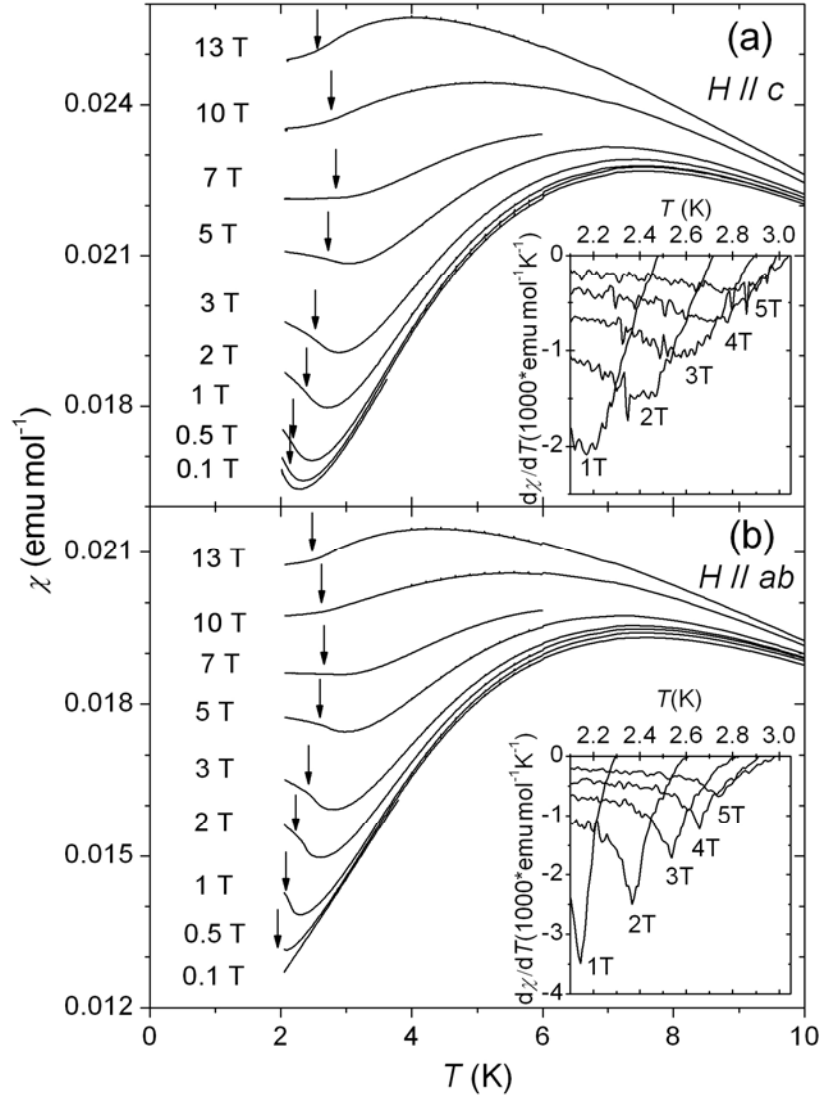 (a)
H // c
13 T
10 T
7 T
5 T
3 T
2 T
1 T
0.5 T
0.1 T
0.024
0.021
0.018
T (K)
2.2 2.4 2.6 2.8 3.0
0
-1
-2
dχ/dT(1000*emu mol⁻¹K⁻¹)
5T
4T
3T
2T
1T
χ (emu mol⁻¹)
(b)
H // ab
13 T
10 T
7 T
5 T
3 T
2 T
1 T
0.5 T
0.1 T
0.021
0.018
0.015
0.012
T(K)
2.2 2.4 2.6 2.8 3.0
0
-1
-2
-3
-4
dχ/dT(1000*emu mol⁻¹K⁻¹)
5T
4T
3T
2T
1T
0 2 4 6 8 10
T (K)